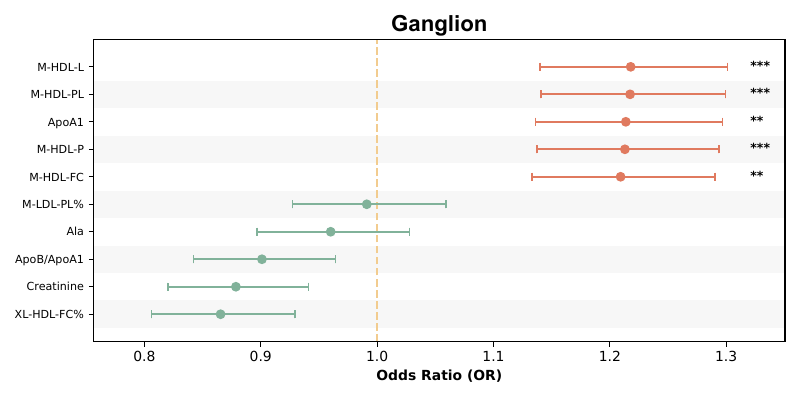 Ganglion
M-HDL-L ***
M-HDL-PL ***
ApoA1 **
M-HDL-P ***
M-HDL-FC **
M-LDL-PL%
Ala
ApoB/ApoA1
Creatinine
XL-HDL-FC%
0.8 0.9 1.0 1.1 1.2 1.3
Odds Ratio (OR)